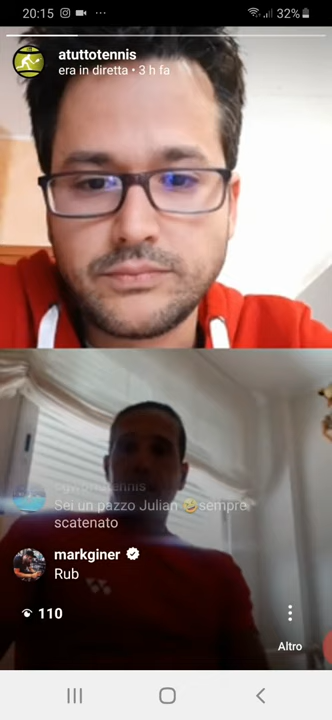 20:15
32%
atuttotennis
era in diretta • 3 h fa
Sei un pazzo Julian 🤣sempre
scatenato
markginer
Rub
110
Altro